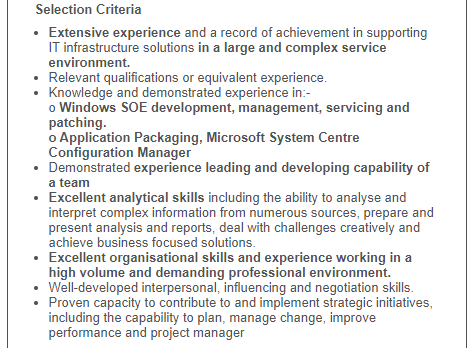 Selection Criteria
• Extensive experience and a record of achievement in supporting
IT infrastructure solutions in a large and complex service
environment.
• Relevant qualifications or equivalent experience.
• Knowledge and demonstrated experience in:-
o Windows SOE development, management, servicing and
patching.
o Application Packaging, Microsoft System Centre
Configuration Manager
• Demonstrated experience leading and developing capability of
a team
• Excellent analytical skills including the ability to analyse and
interpret complex information from numerous sources, prepare and
present analysis and reports, deal with challenges creatively and
achieve business focused solutions.
• Excellent organisational skills and experience working in a
high volume and demanding professional environment.
• Well-developed interpersonal, influencing and negotiation skills.
• Proven capacity to contribute to and implement strategic initiatives,
including the capability to plan, manage change, improve
performance and project manager